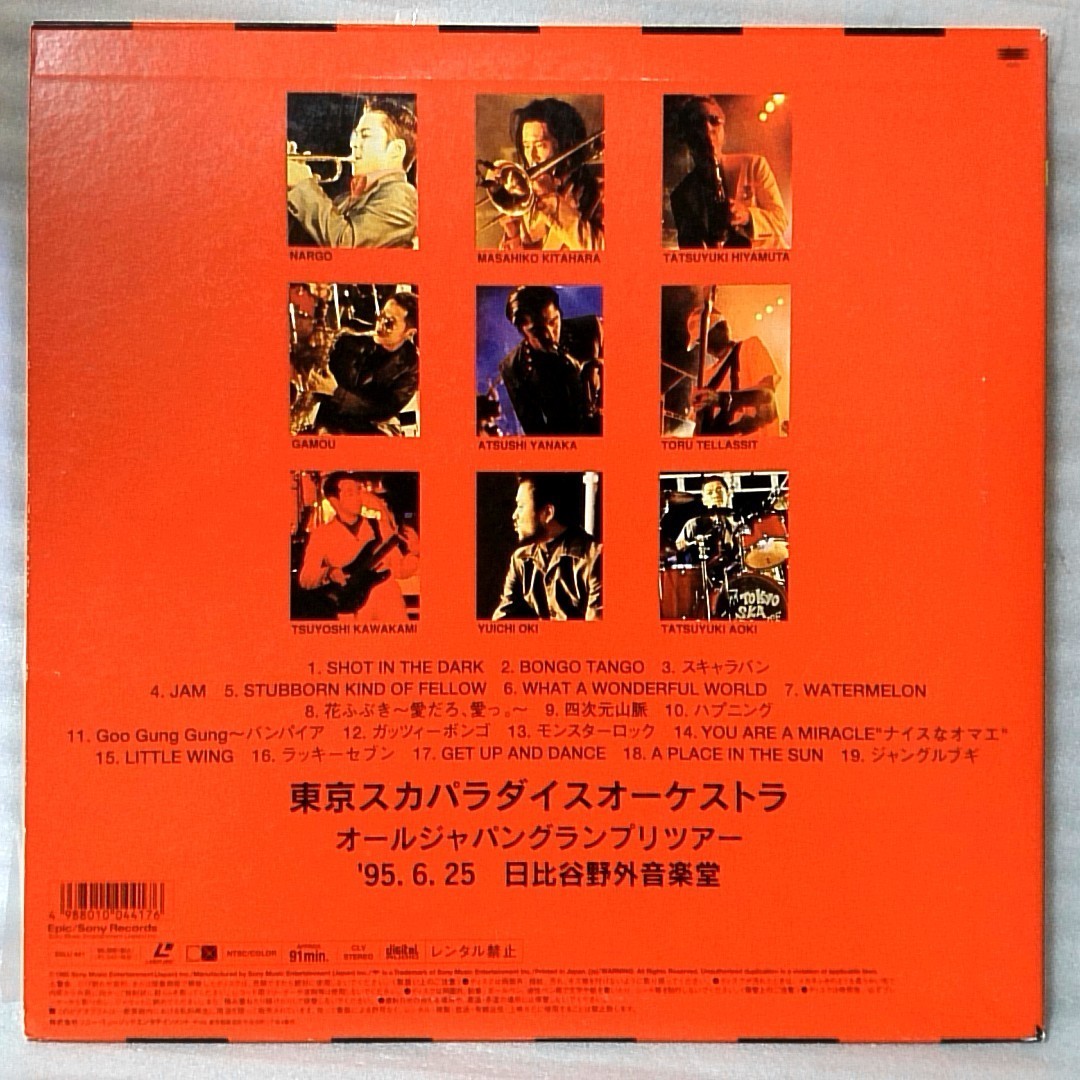 NARGO
MASAHIKO KITAHARA
TATSUYUKI HIYAMUTA
GAMOU
ATSUSHI YANAKA
TORU TELLASSIT
TSUYOSHI KAWAKAMI
YUICHI OKI
TOKYO
SKA
TATSUYUKI AOKI
1. SHOT IN THE DARK 2. BONGO TANGO 3. スキャラバン
4. JAM 5. STUBBORN KIND OF FELLOW 6. WHAT A WONDERFUL WORLD 7. WATERMELON
8. 花ふぶき〜愛だろ、愛っ。〜 9. 四次元山脈 10. ハプニング
11. Goo Gung Gung〜バンパイア 12. ガッツィーボンゴ 13. モンスターロック 14. YOU ARE A MIRACLE"ナイスなオマエ"
15. LITTLE WING 16. ラッキーセブン 17. GET UP AND DANCE 18. A PLACE IN THE SUN 19. ジャングルブギ
東京スカパラダイスオーケストラ
オールジャパングランプリツアー
'95. 6. 25 日比谷野外音楽堂
4 988010 044176
Epic/Sony Records
NTSC/COLOR
APPROX. 91min.
CLV STEREO
digital
レンタル禁止